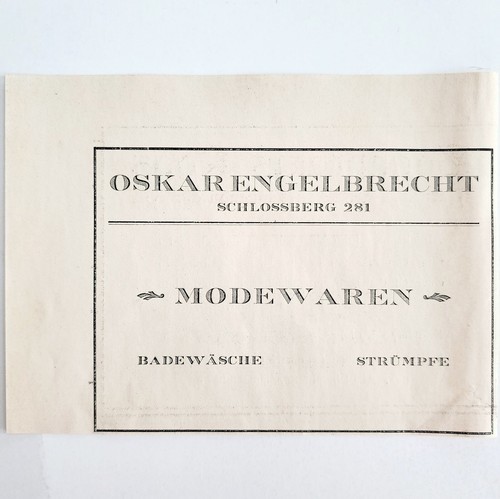 OSKAR ENGELBRECHT
SCHLOSSBERG 281
MODEWAREN
BADEWÄSCHE STRÜMPFE